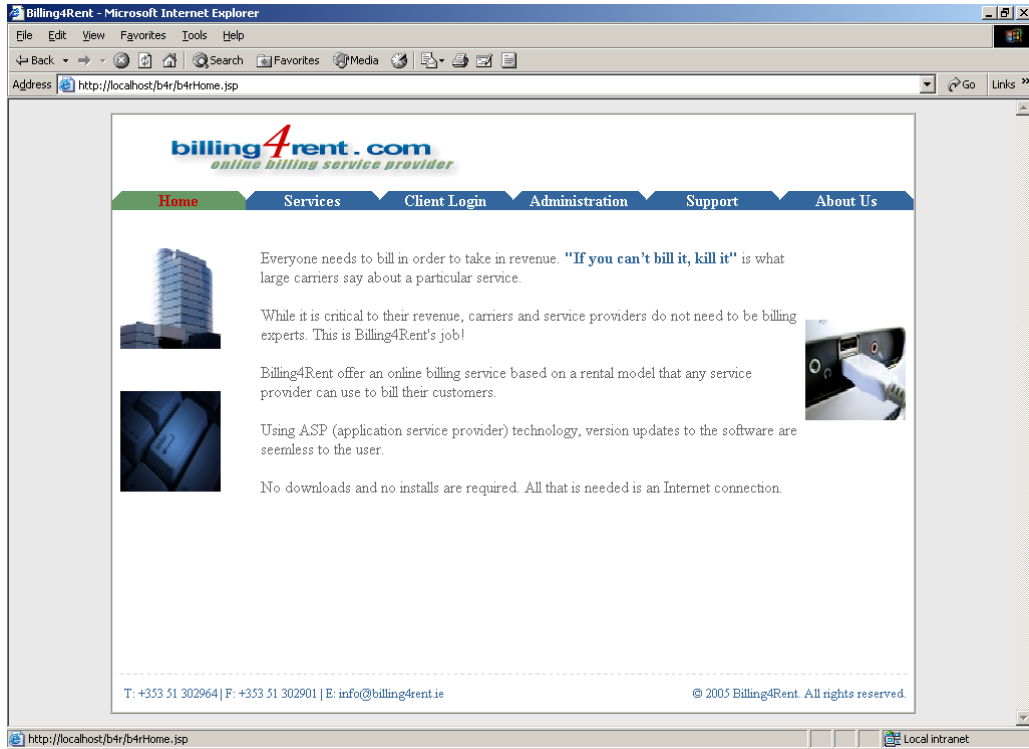 Billing4Rent - Microsoft Internet Explorer
File Edit View Favorites Tools Help
Back Search Favorites Media
Address http://localhost/b4r/b4rHome.jsp Go Links »
billing4rent.com
online billing service provider
Home Services Client Login Administration Support About Us
Everyone needs to bill in order to take in revenue. "If you can't bill it, kill it" is what
large carriers say about a particular service.
While it is critical to their revenue, carriers and service providers do not need to be billing
experts. This is Billing4Rent's job!
Billing4Rent offer an online billing service based on a rental model that any service
provider can use to bill their customers.
Using ASP (application service provider) technology, version updates to the software are
seemless to the user.
No downloads and no installs are required. All that is needed is an Internet connection.
T: +353 51 302964 | F: +353 51 302901 | E: info@billing4rent.ie © 2005 Billing4Rent. All rights reserved.
http://localhost/b4r/b4rHome.jsp Local intranet